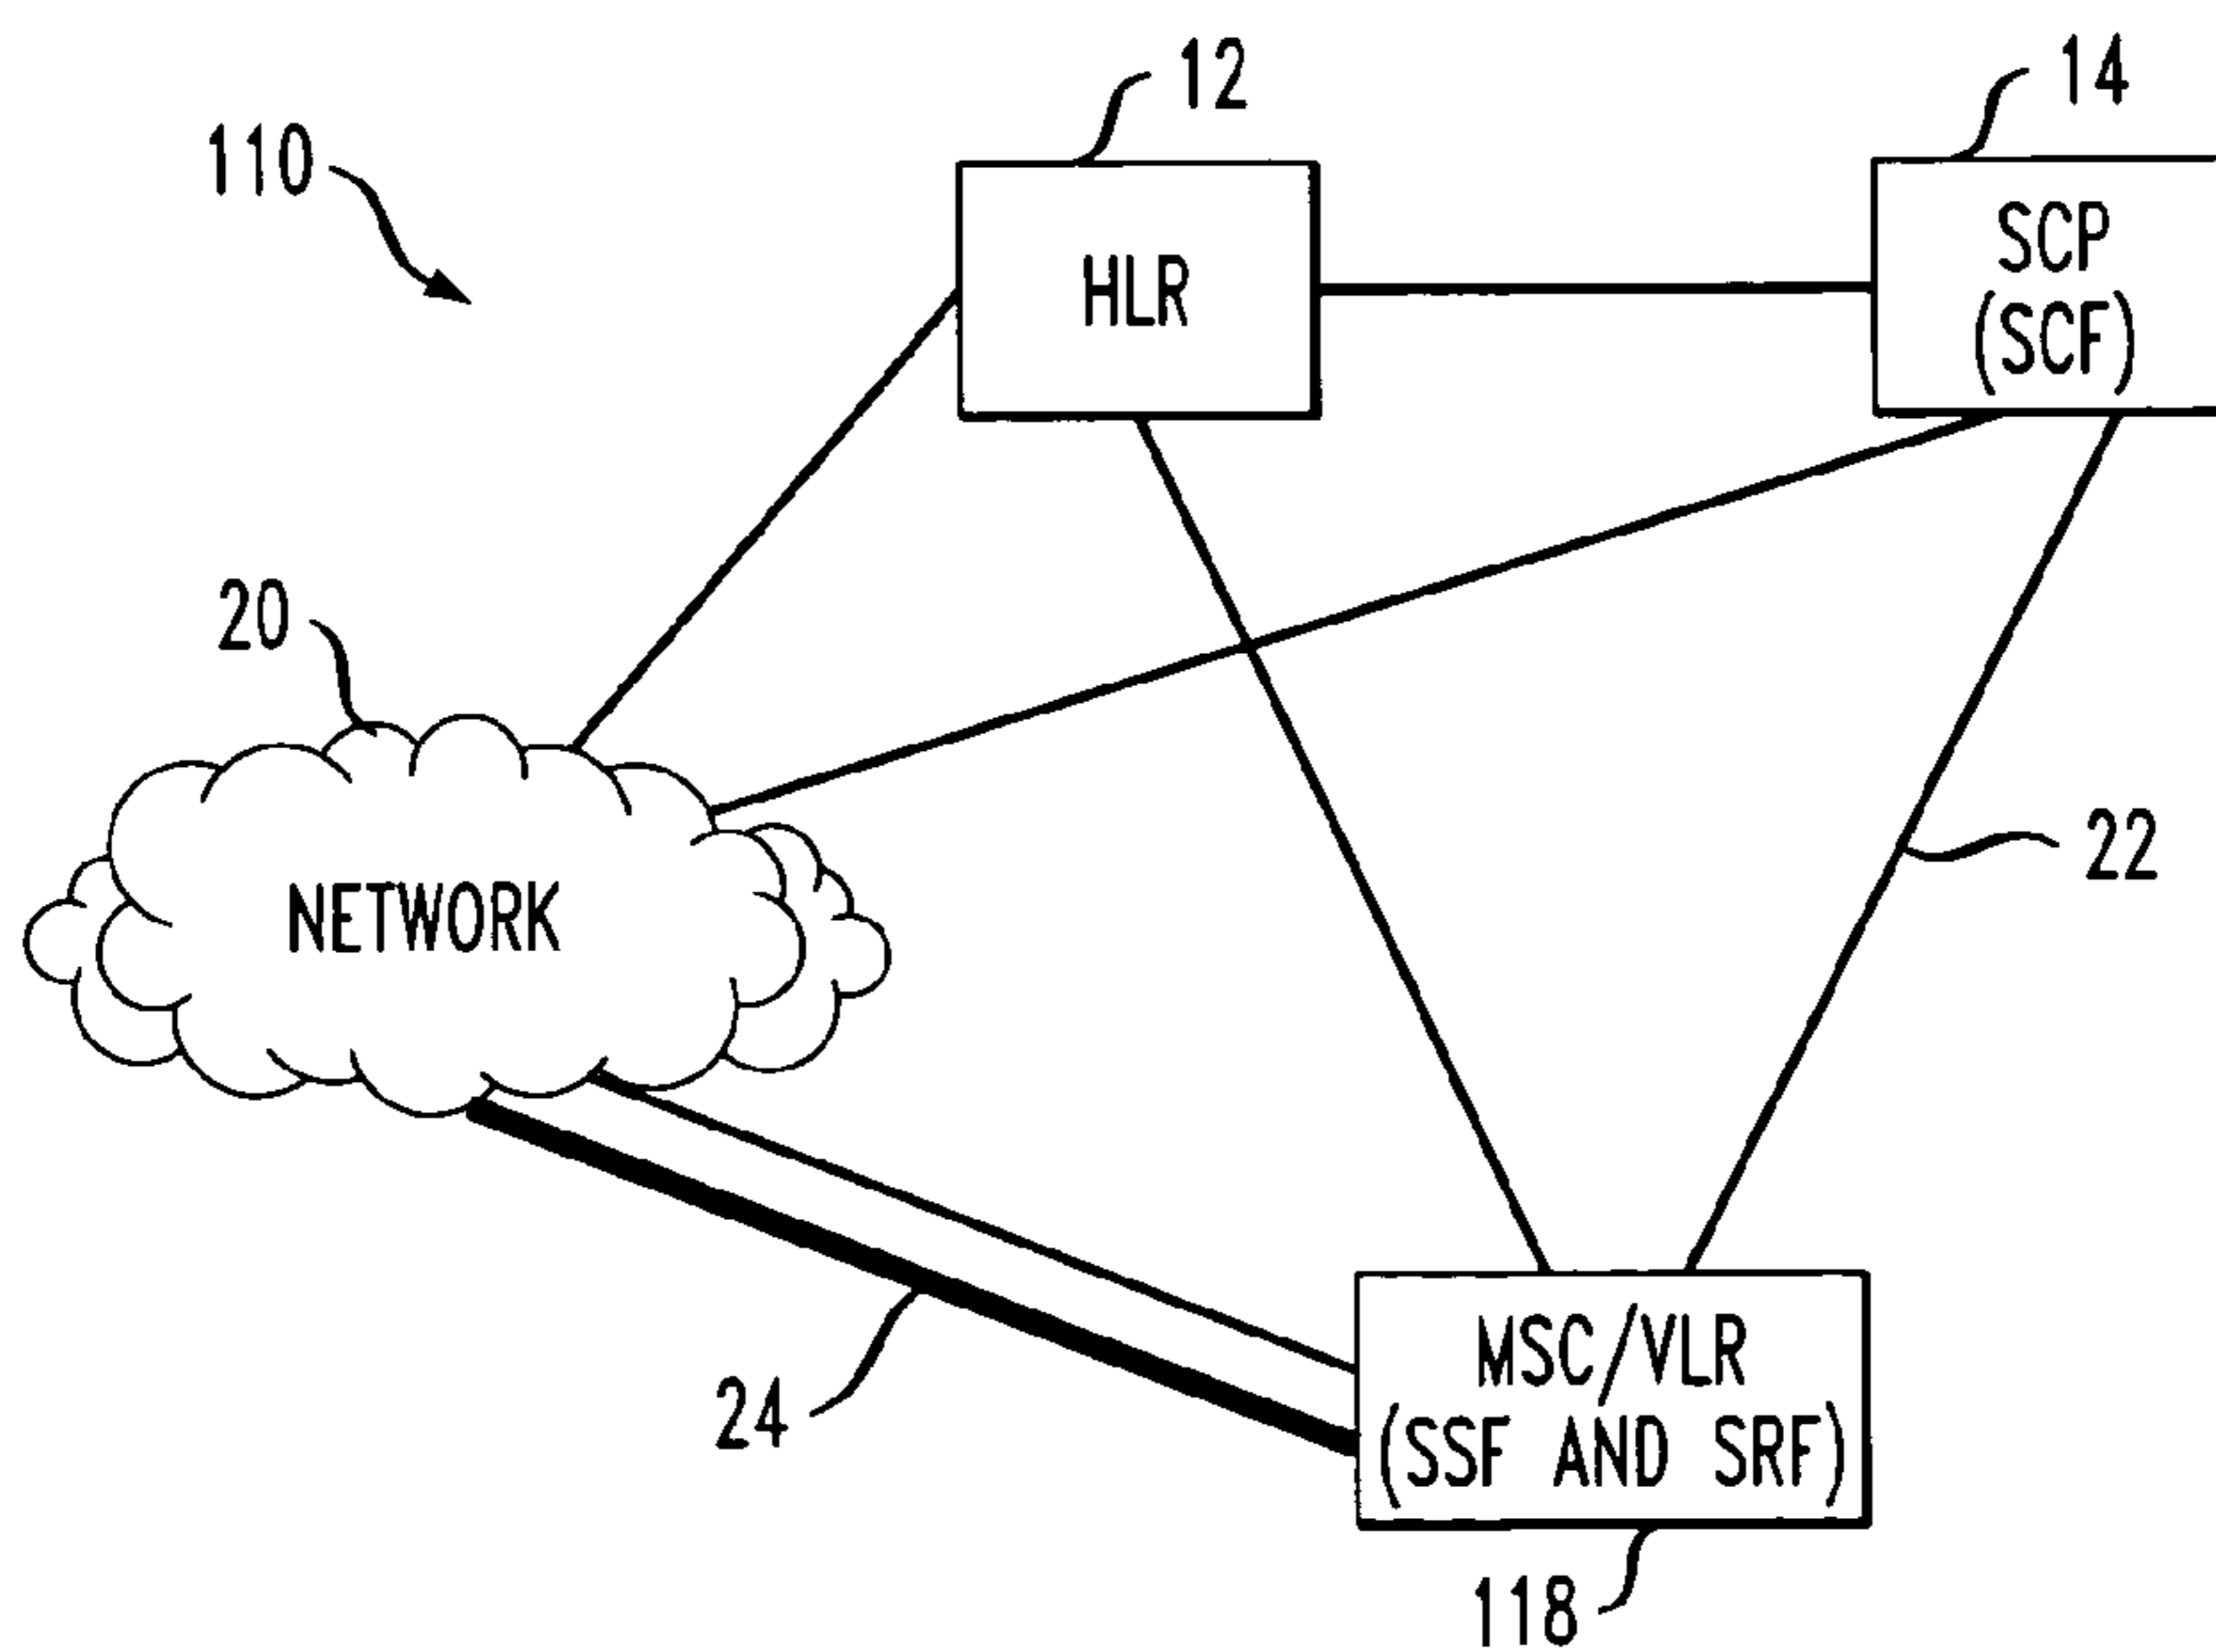 12
14
110
HLR
SCP
(SCF)
20
22
NETWORK
24
MSC/VLR
(SSF AND SRF)
118